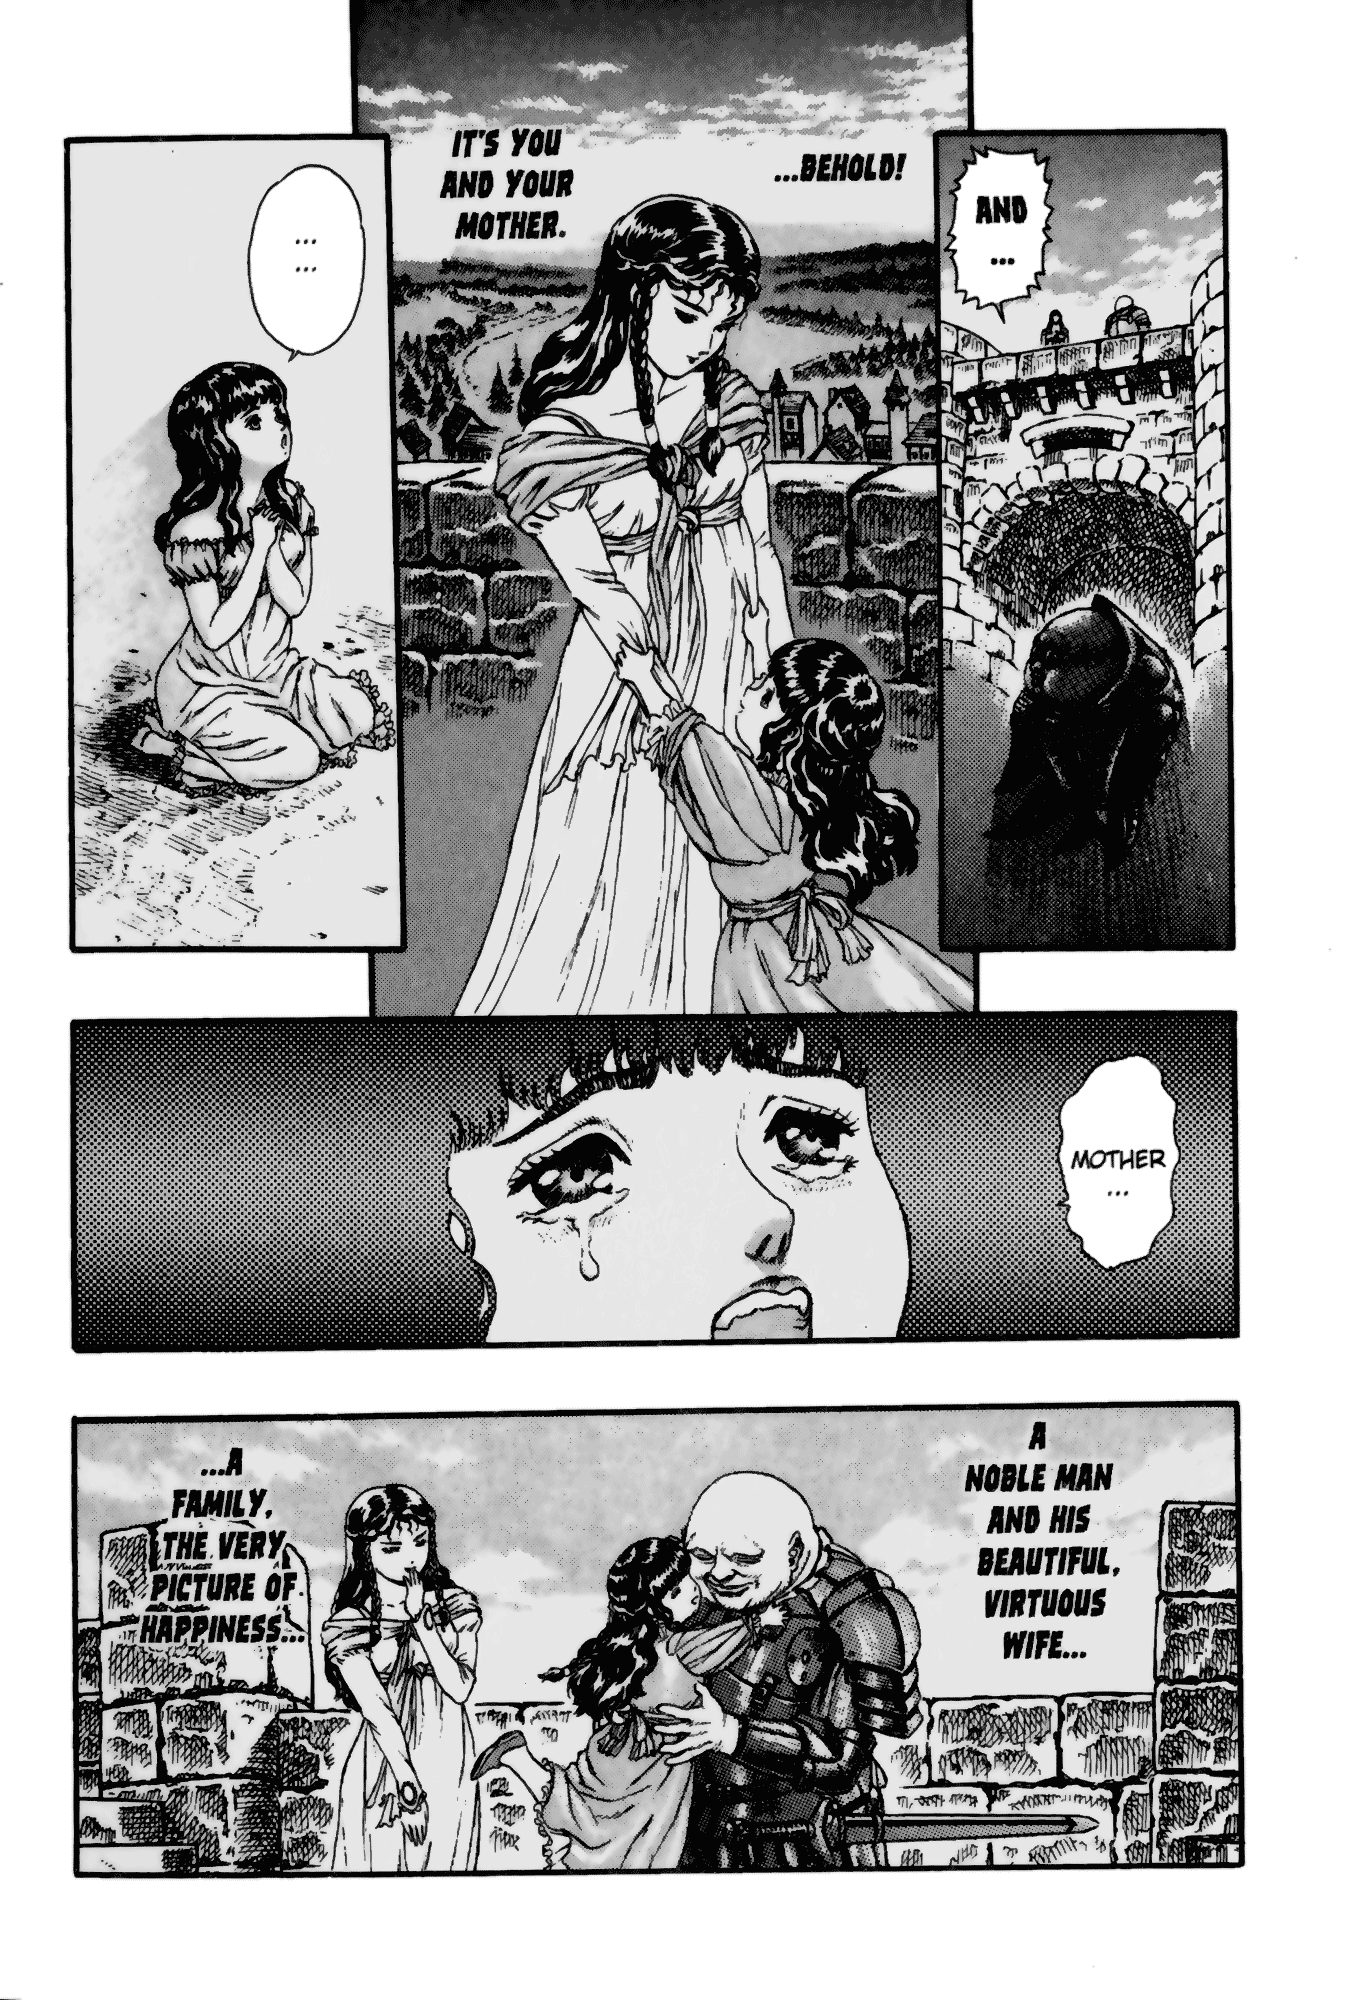 AND
...
...BEHOLD!
IT'S YOU
AND YOUR
MOTHER.
...
...
MOTHER
...
A
NOBLE MAN
AND HIS
BEAUTIFUL,
VIRTUOUS
WIFE...
...A
FAMILY,
THE VERY
PICTURE OF
HAPPINESS...